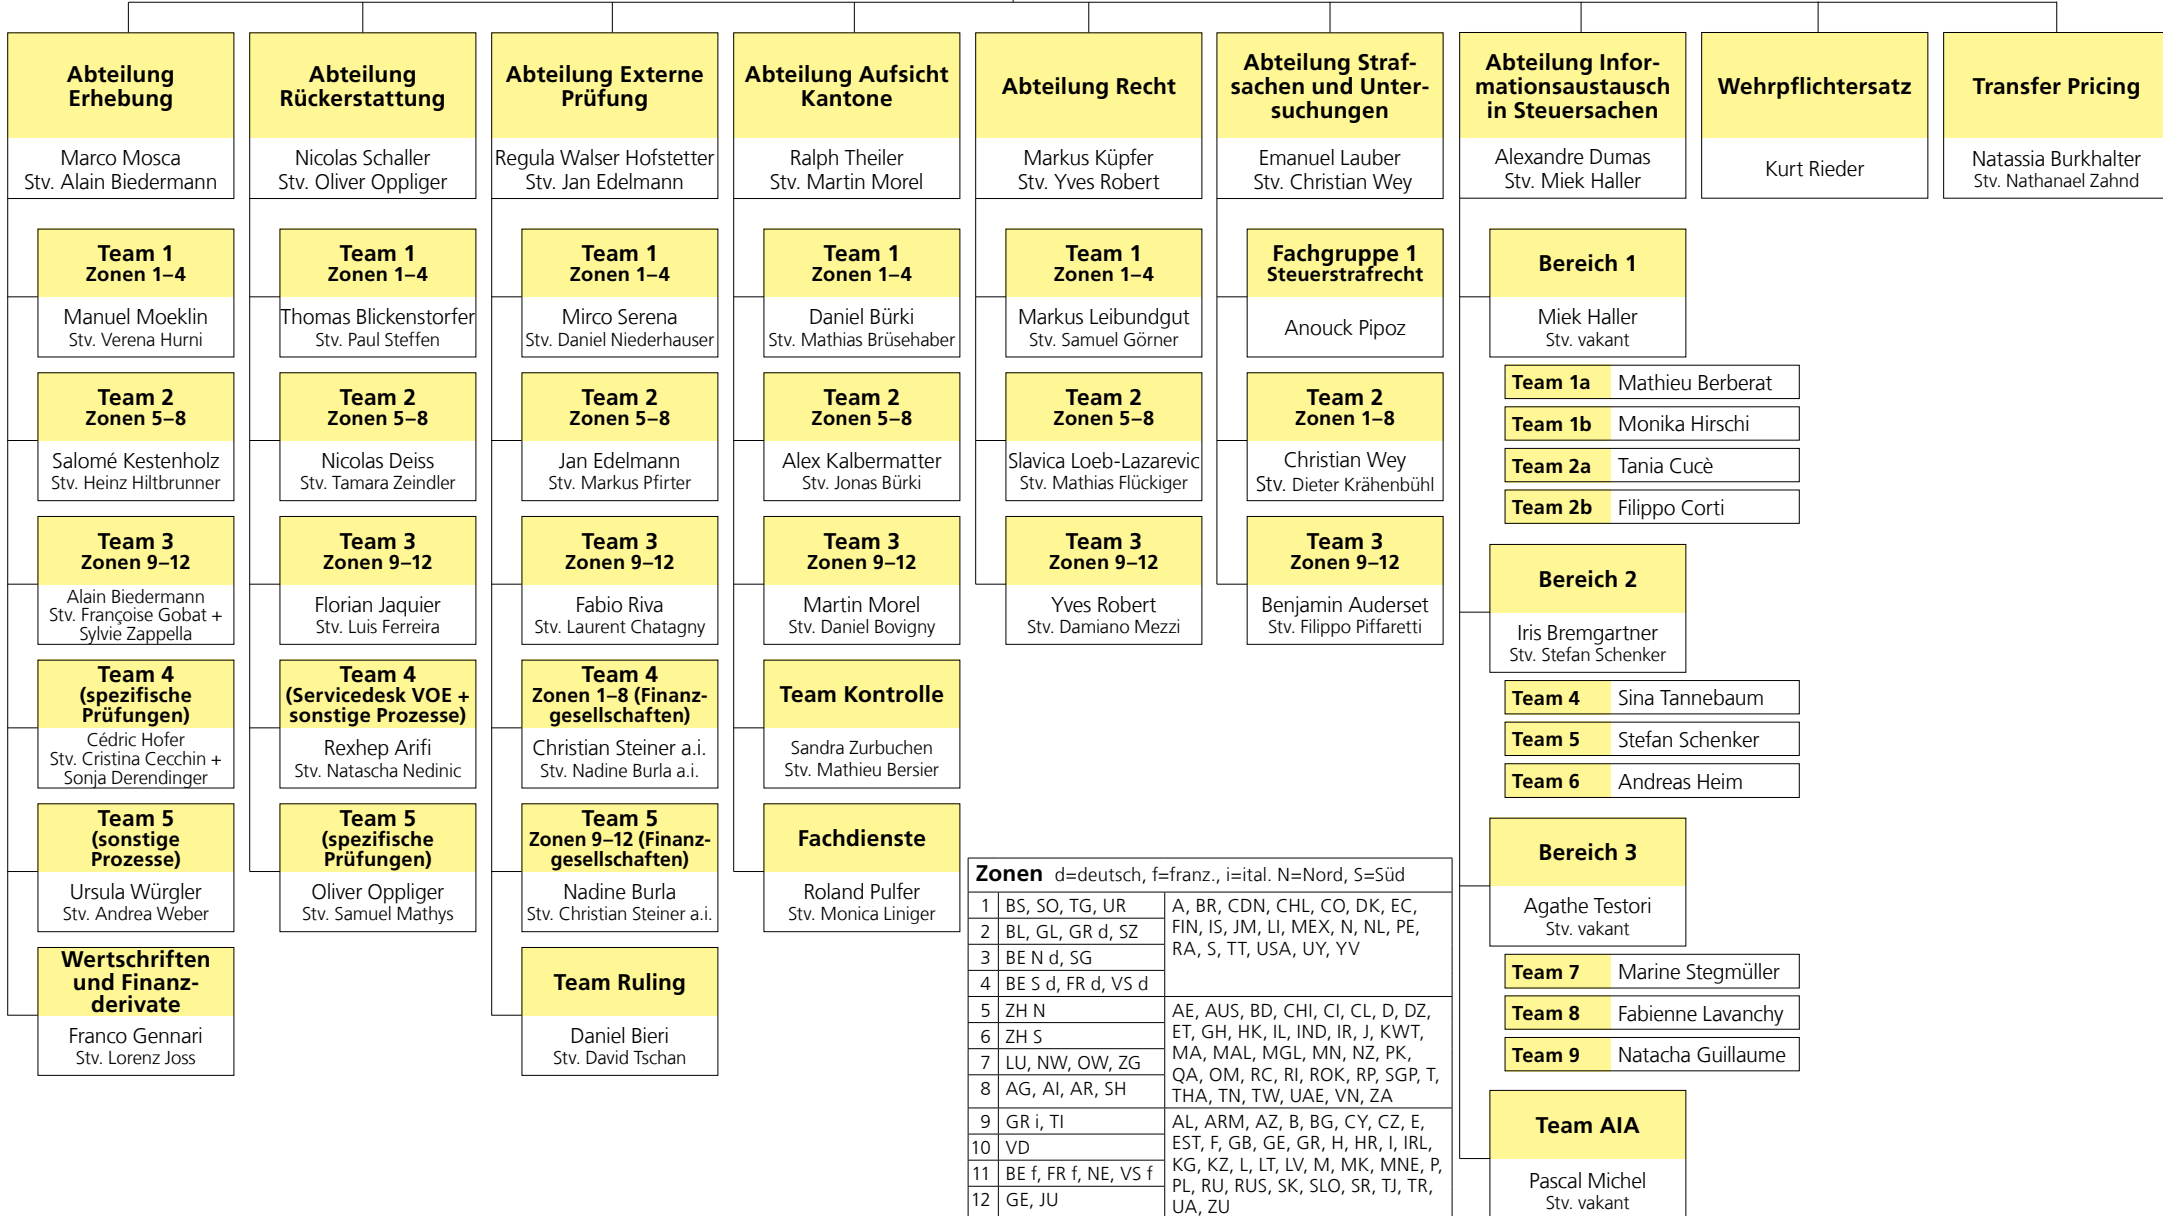 Abteilung
Erhebung
Marco Mosca
Stv. Alain Biedermann
Team 1
Zonen 1–4
Manuel Moeklin
Stv. Verena Hurni
Team 2
Zonen 5–8
Salomé Kestenholz
Stv. Heinz Hiltbrunner
Team 3
Zonen 9–12
Alain Biedermann
Stv. Françoise Gobat +
Sylvie Zappella
Team 4
(spezifische
Prüfungen)
Cédric Hofer
Stv. Cristina Cecchin +
Sonja Derendinger
Team 5
(sonstige
Prozesse)
Ursula Würgler
Stv. Andrea Weber
Wertschriften
und Finanz-
derivate
Franco Gennari
Stv. Lorenz Joss
Abteilung
Rückerstattung
Nicolas Schaller
Stv. Oliver Oppliger
Team 1
Zonen 1–4
Thomas Blickenstorfer
Stv. Paul Steffen
Team 2
Zonen 5–8
Nicolas Deiss
Stv. Tamara Zeindler
Team 3
Zonen 9–12
Florian Jaquier
Stv. Luis Ferreira
Team 4
(Servicedesk VOE +
sonstige Prozesse)
Rexhep Arifi
Stv. Natascha Nedinic
Team 5
(spezifische
Prüfungen)
Oliver Oppliger
Stv. Samuel Mathys
Abteilung Externe
Prüfung
Regula Walser Hofstetter
Stv. Jan Edelmann
Team 1
Zonen 1–4
Mirco Serena
Stv. Daniel Niederhauser
Team 2
Zonen 5–8
Jan Edelmann
Stv. Markus Pfirter
Team 3
Zonen 9–12
Fabio Riva
Stv. Laurent Chatagny
Team 4
Zonen 1–8 (Finanz-
gesellschaften)
Christian Steiner a.i.
Stv. Nadine Burla a.i.
Team 5
Zonen 9–12 (Finanz-
gesellschaften)
Nadine Burla
Stv. Christian Steiner a.i.
Team Ruling
Daniel Bieri
Stv. David Tschan
Abteilung Aufsicht
Kantone
Ralph Theiler
Stv. Martin Morel
Team 1
Zonen 1–4
Daniel Bürki
Stv. Mathias Brüsehaber
Team 2
Zonen 5–8
Alex Kalbermatter
Stv. Jonas Bürki
Team 3
Zonen 9–12
Martin Morel
Stv. Daniel Bovigny
Team Kontrolle
Sandra Zurbuchen
Stv. Mathieu Bersier
Fachdienste
Roland Pulfer
Stv. Monica Liniger
Abteilung Recht
Markus Küpfer
Stv. Yves Robert
Team 1
Zonen 1–4
Markus Leibundgut
Stv. Samuel Görner
Team 2
Zonen 5–8
Slavica Loeb-Lazarevic
Stv. Mathias Flückiger
Team 3
Zonen 9–12
Yves Robert
Stv. Damiano Mezzi
Abteilung Straf-
sachen und Unter-
suchungen
Emanuel Lauber
Stv. Christian Wey
Fachgruppe 1
Steuerstrafrecht
Anouck Pipoz
Team 2
Zonen 1–8
Christian Wey
Stv. Dieter Krähenbühl
Team 3
Zonen 9–12
Benjamin Auderset
Stv. Filippo Piffaretti
Abteilung Infor-
mationsaustausch
in Steuersachen
Alexandre Dumas
Stv. Miek Haller
Bereich 1
Miek Haller
Stv. vakant
Team 1a Mathieu Berberat
Team 1b Monika Hirschi
Team 2a Tania Cucè
Team 2b Filippo Corti
Bereich 2
Iris Bremgartner
Stv. Stefan Schenker
Team 4 Sina Tannebaum
Team 5 Stefan Schenker
Team 6 Andreas Heim
Bereich 3
Agathe Testori
Stv. vakant
Team 7 Marine Stegmüller
Team 8 Fabienne Lavanchy
Team 9 Natacha Guillaume
Team AIA
Pascal Michel
Stv. vakant
Wehrpflichtersatz
Kurt Rieder
Transfer Pricing
Natassia Burkhalter
Stv. Nathanael Zahnd
Zonen d=deutsch, f=franz., i=ital. N=Nord, S=Süd
1 BS, SO, TG, UR
2 BL, GL, GR d, SZ
3 BE N d, SG
4 BE S d, FR d, VS d
A, BR, CDN, CHL, CO, DK, EC,
FIN, IS, JM, LI, MEX, N, NL, PE,
RA, S, TT, USA, UY, YV
5 ZH N
6 ZH S
7 LU, NW, OW, ZG
8 AG, AI, AR, SH
AE, AUS, BD, CHI, CI, CL, D, DZ,
ET, GH, HK, IL, IND, IR, J, KWT,
MA, MAL, MGL, MN, NZ, PK,
QA, OM, RC, RI, ROK, RP, SGP, T,
THA, TN, TW, UAE, VN, ZA
9 GR i, TI
10 VD
11 BE f, FR f, NE, VS f
12 GE, JU
AL, ARM, AZ, B, BG, CY, CZ, E,
EST, F, GB, GE, GR, H, HR, I, IRL,
KG, KZ, L, LT, LV, M, MK, MNE, P,
PL, RU, RUS, SK, SLO, SR, TJ, TR,
UA, ZU